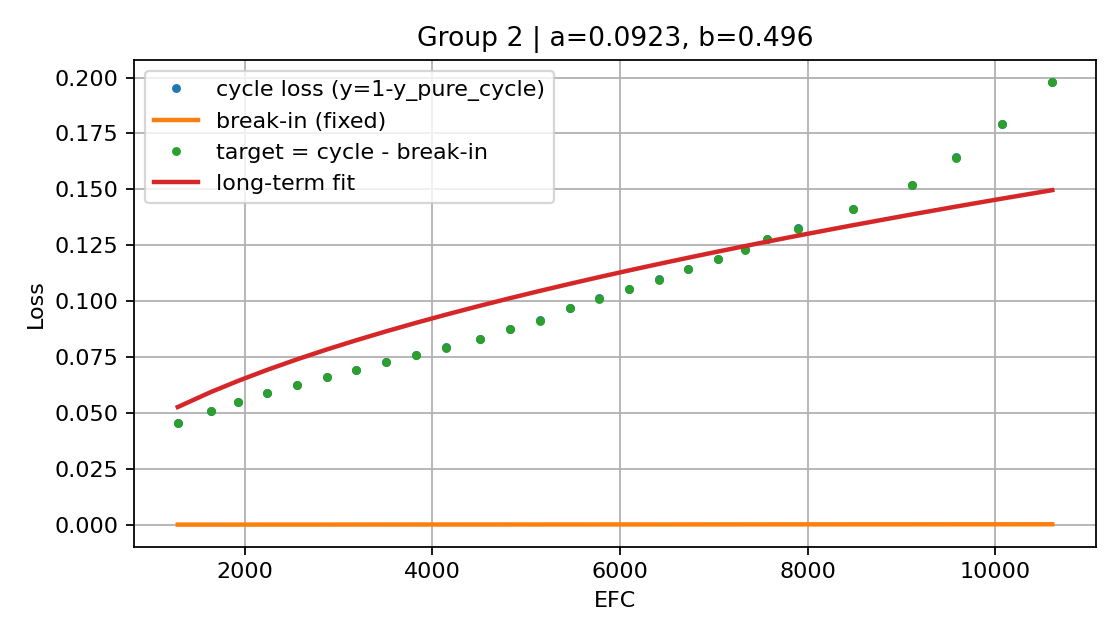 Group 2 | a=0.0923, b=0.496
cycle loss (y=1-y_pure_cycle)
break-in (fixed)
target = cycle - break-in
long-term fit
0.200
0.175
0.150
0.125
0.100
0.075
0.050
0.025
0.000
Loss
2000 4000 6000 8000 10000
EFC